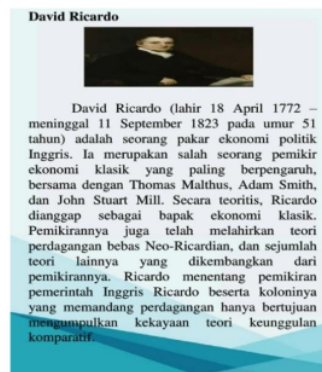 David Ricardo
David Ricardo (lahir 18 April 1772 –
meninggal 11 September 1823 pada umur 51
tahun) adalah seorang pakar ekonomi politik
Inggris. Ia merupakan salah seorang pemikir
ekonomi klasik yang paling berpengaruh,
bersama dengan Thomas Malthus, Adam Smith,
dan John Stuart Mill. Secara teoritis, Ricardo
dianggap sebagai bapak ekonomi klasik.
Pemikirannya juga telah melahirkan teori
perdagangan bebas Neo-Ricardian, dan sejumlah
teori lainnya yang dikembangkan dari
pemikirannya. Ricardo menentang pemikiran
pemerintah Inggris Ricardo beserta koloninya
yang memandang perdagangan hanya bertujuan
mengumpulkan kekayaan teori keunggulan
komparatif.